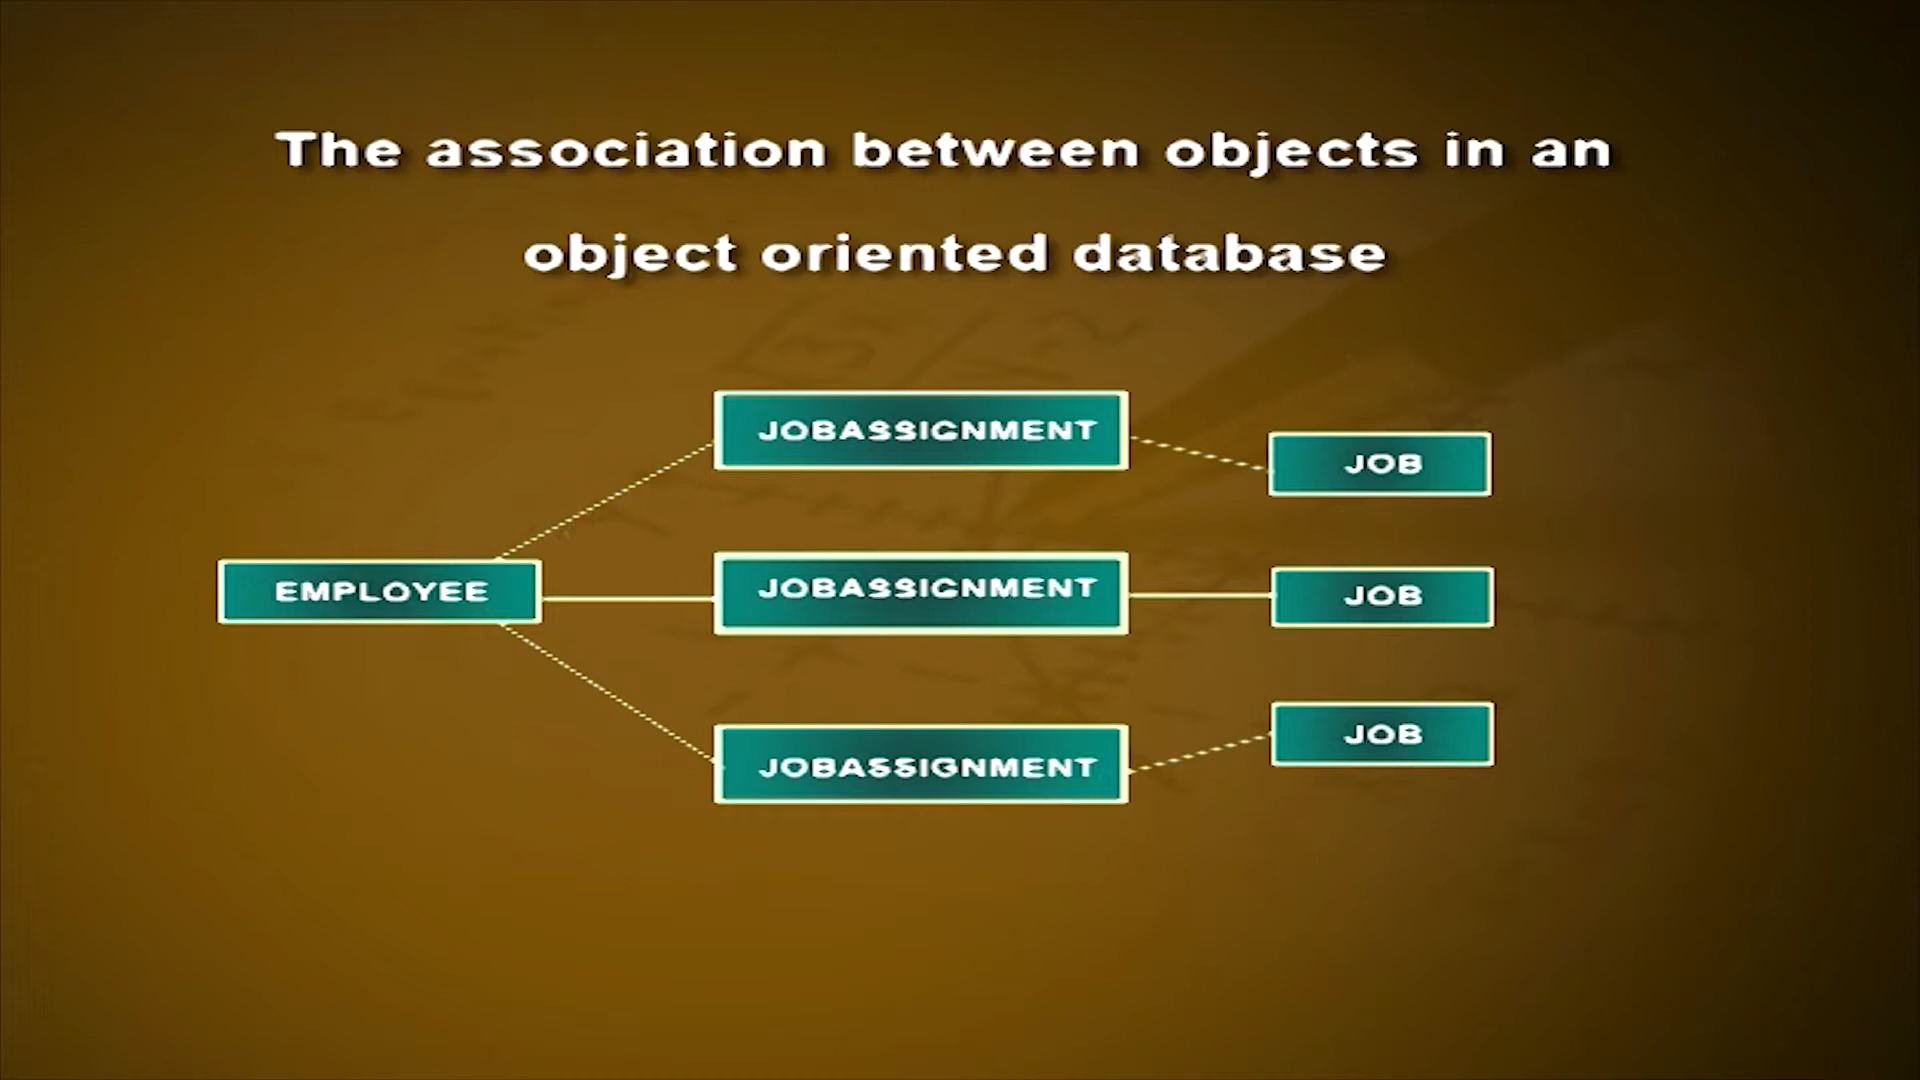 The association between objects in an
object oriented database
JOBASSIGNMENT
JOB
EMPLOYEE
JOBASSIGNMENT
JOB
JOBASSIGNMENT
JOB